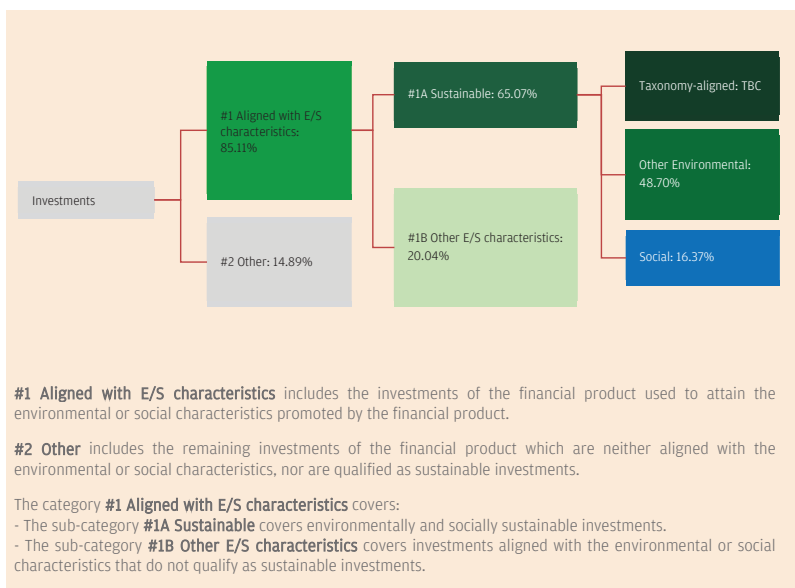 Investments
#1 Aligned with E/S
characteristics:
85.11%
#2 Other: 14.89%
#1A Sustainable: 65.07%
#1B Other E/S characteristics:
20.04%
Taxonomy-aligned: TBC
Other Environmental:
48.70%
Social: 16.37%
#1 Aligned with E/S characteristics includes the investments of the financial product used to attain the
environmental or social characteristics promoted by the financial product.
#2 Other includes the remaining investments of the financial product which are neither aligned with the
environmental or social characteristics, nor are qualified as sustainable investments.
The category #1 Aligned with E/S characteristics covers:
- The sub-category #1A Sustainable covers environmentally and socially sustainable investments.
- The sub-category #1B Other E/S characteristics covers investments aligned with the environmental or social
characteristics that do not qualify as sustainable investments.